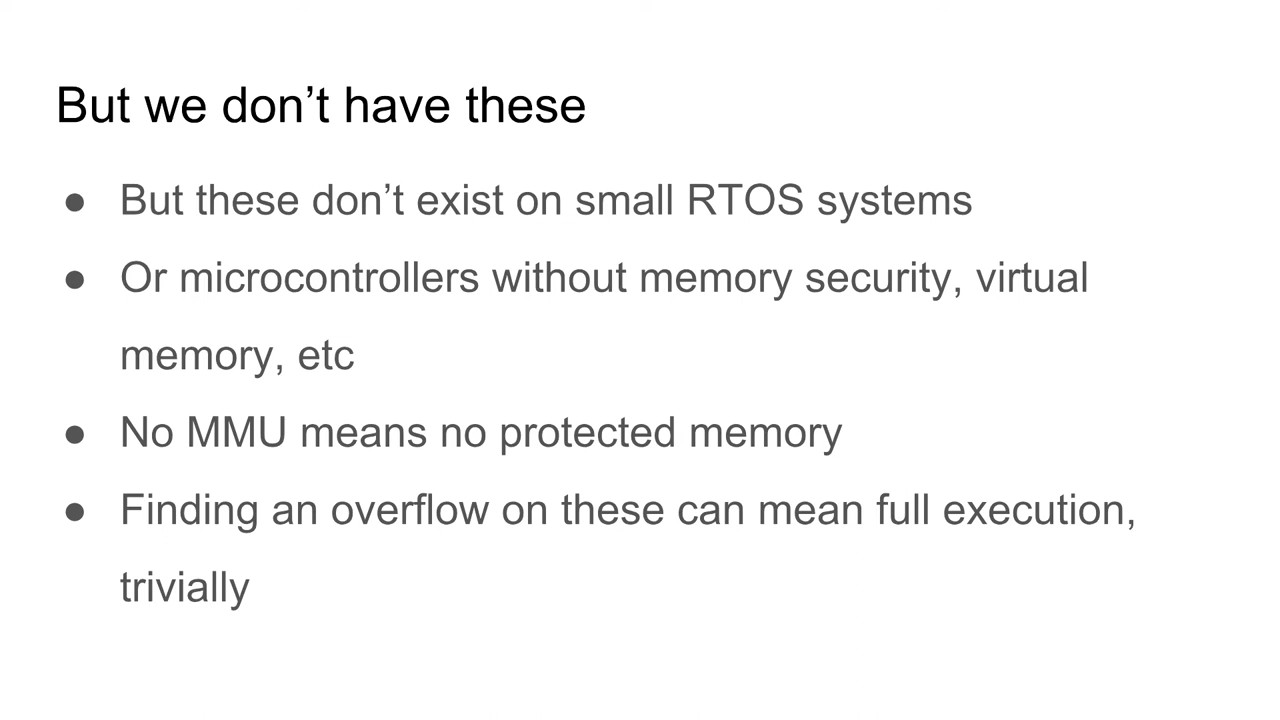 But we don’t have these
● But these don’t exist on small RTOS systems
● Or microcontrollers without memory security, virtual
memory, etc
● No MMU means no protected memory
● Finding an overflow on these can mean full execution,
trivially